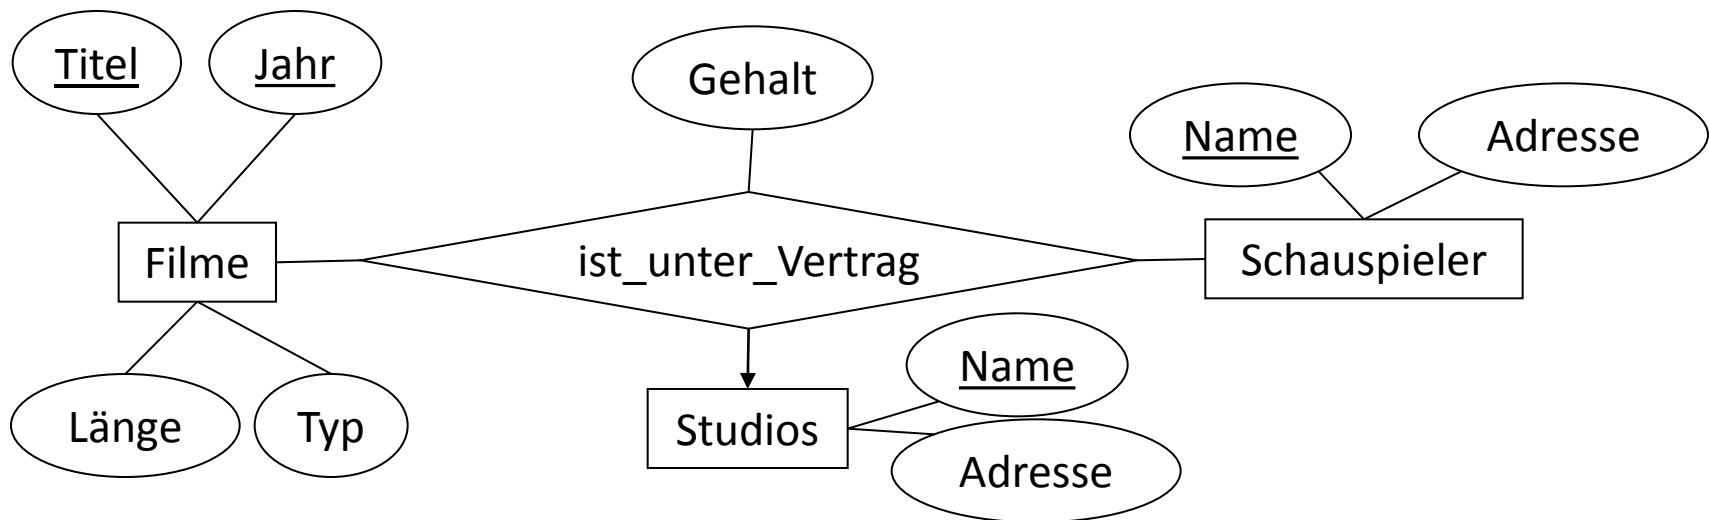 Titel
Jahr
Gehalt
Name
Adresse
Filme
ist_unter_Vertrag
Schauspieler
Länge
Typ
Studios
Name
Adresse